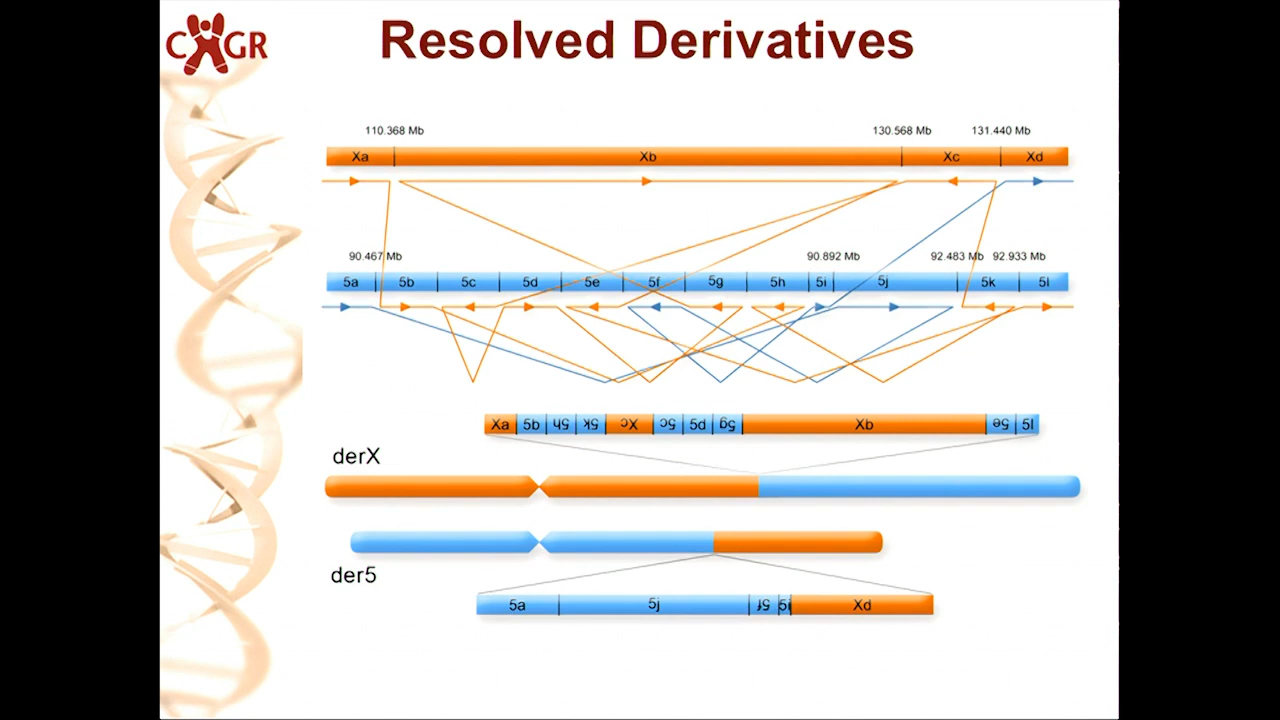 C GR
Resolved Derivatives
110.368 Mb 130.568 Mb 131.440 Mb
Xa Xb Xc Xd
90.467 Mb 90.892 Mb 92.483 Mb 92.933 Mb
5a 5b 5c 5d 5e 5f 5g 5h 5i 5j 5k 5l
Xa 5b 5h 5k Xc 5c 5d 5g Xb 5e 5l
derX
der5
5a 5j 5f 5i Xd